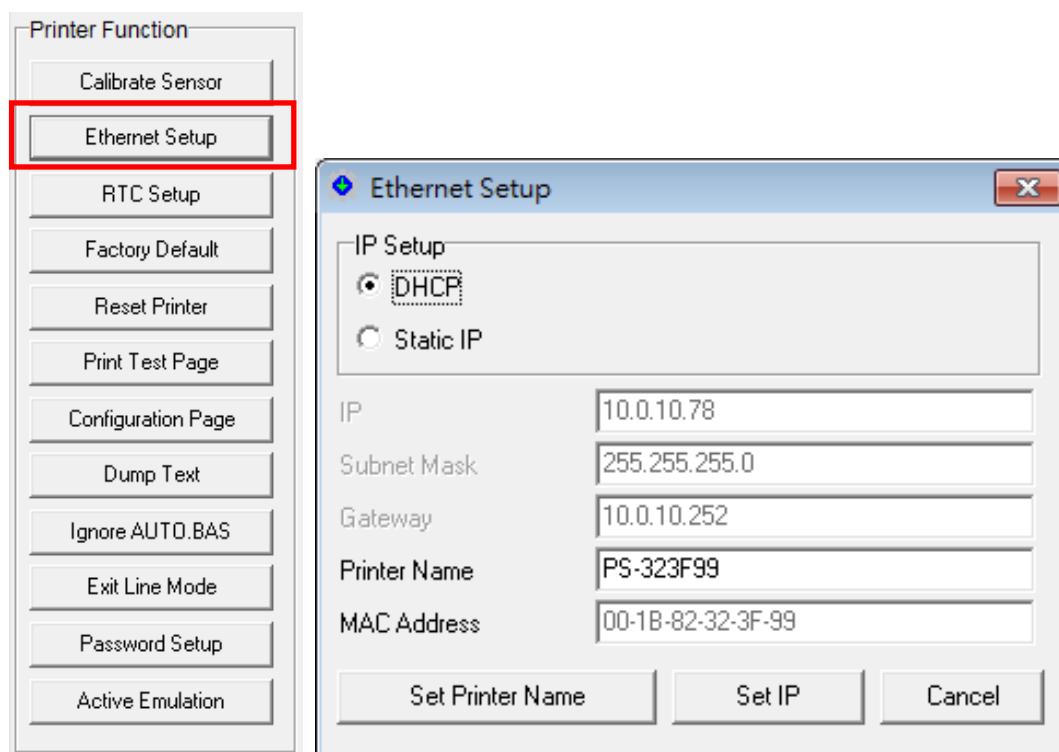 Printer Function
Calibrate Sensor
Ethernet Setup
RTC Setup
Factory Default
Reset Printer
Print Test Page
Configuration Page
Dump Text
Ignore AUTO.BAS
Exit Line Mode
Password Setup
Active Emulation
Ethernet Setup
IP Setup
DHCP
Static IP
IP 10.0.10.78
Subnet Mask 255.255.255.0
Gateway 10.0.10.252
Printer Name PS-323F99
MAC Address 00-1B-82-32-3F-99
Set Printer Name Set IP Cancel